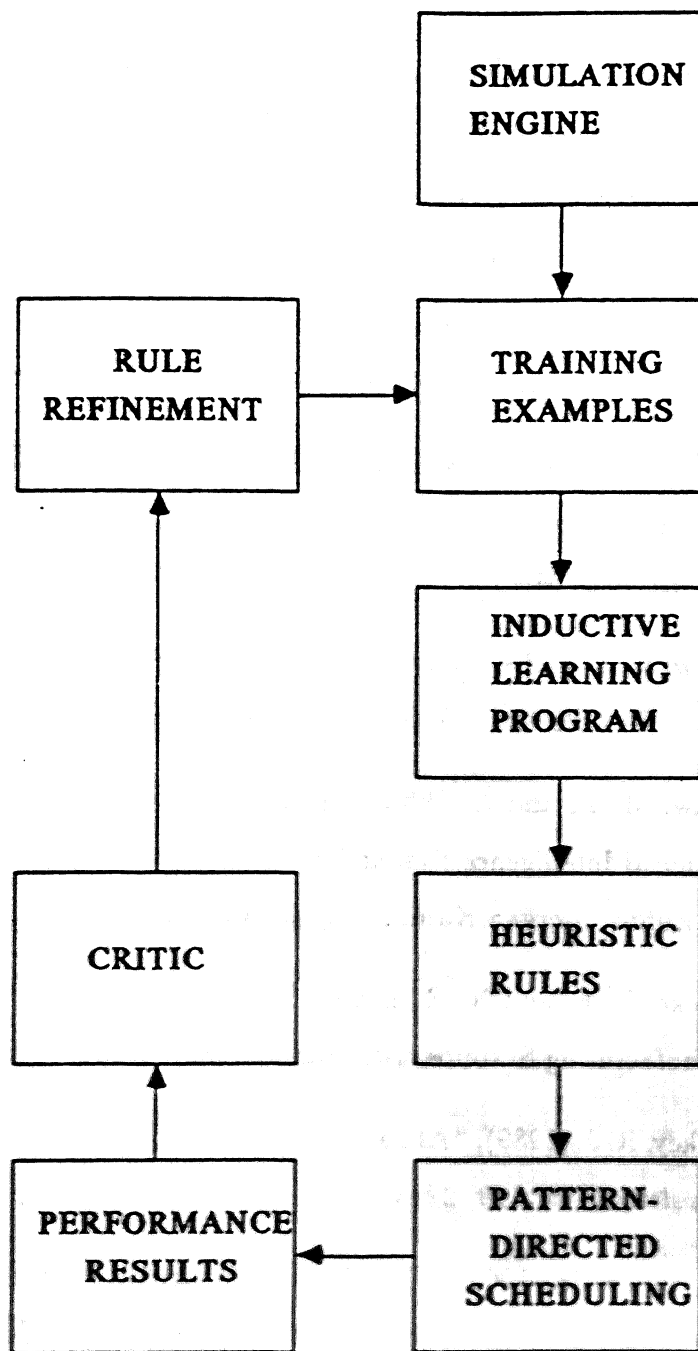 SIMULATION
ENGINE
RULE
REFINEMENT
TRAINING
EXAMPLES
INDUCTIVE
LEARNING
PROGRAM
CRITIC
HEURISTIC
RULES
PERFORMANCE
RESULTS
PATTERN-
DIRECTED
SCHEDULING